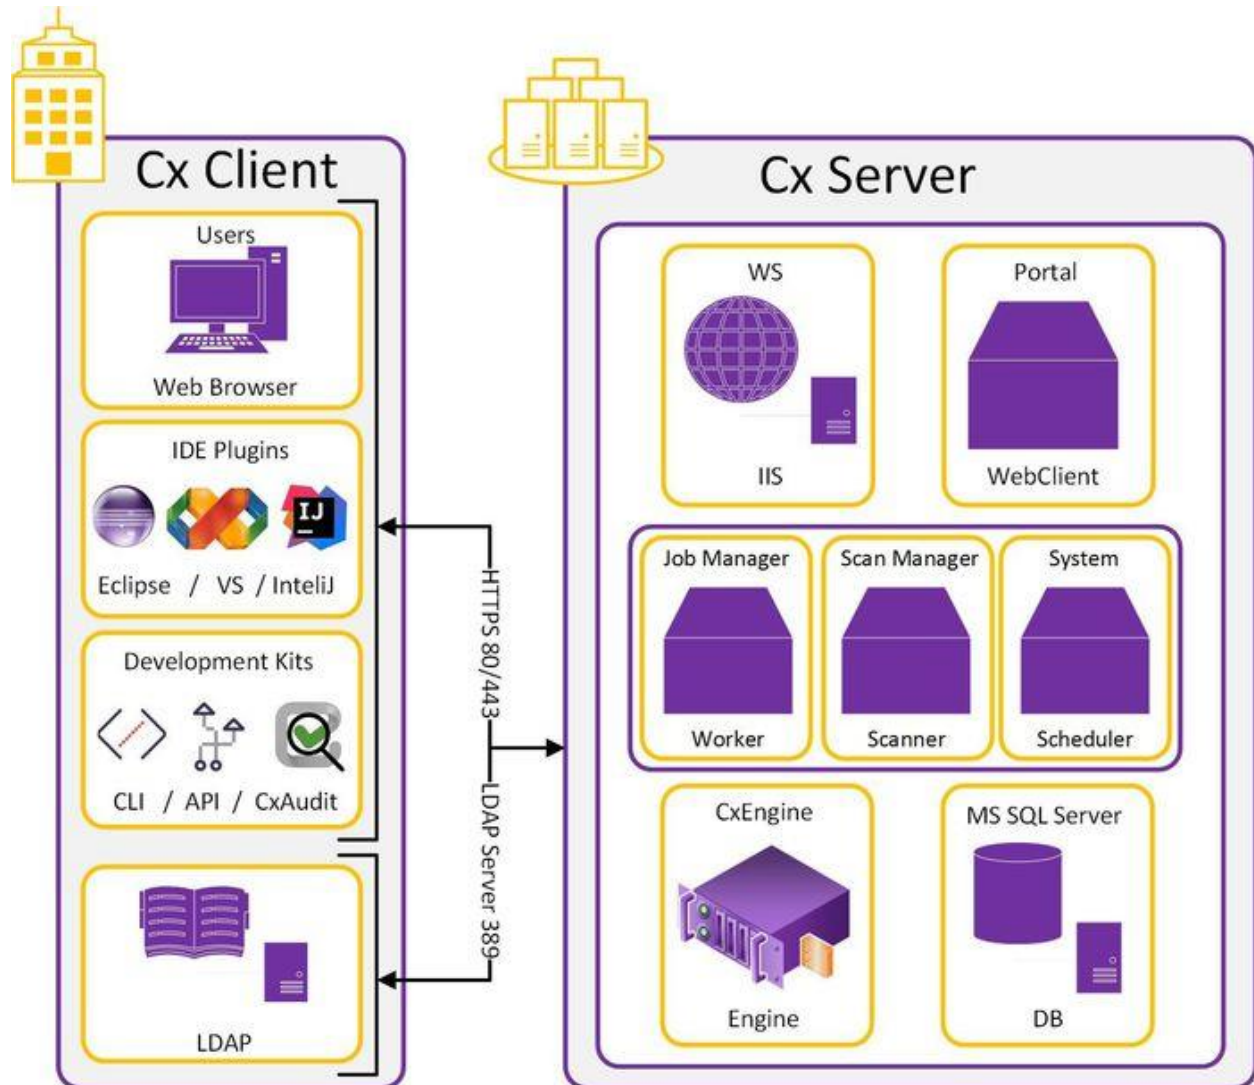 Cx Client
Users
Web Browser
IDE Plugins
IJ
Eclipse / VS / InteliJ
Development Kits
CLI / API / CxAudit
LDAP
HTTPS 80/443
LDAP Server 389
Cx Server
WS
IIS
Portal
WebClient
Job Manager
Worker
Scan Manager
Scanner
System
Scheduler
CxEngine
Engine
MS SQL Server
DB